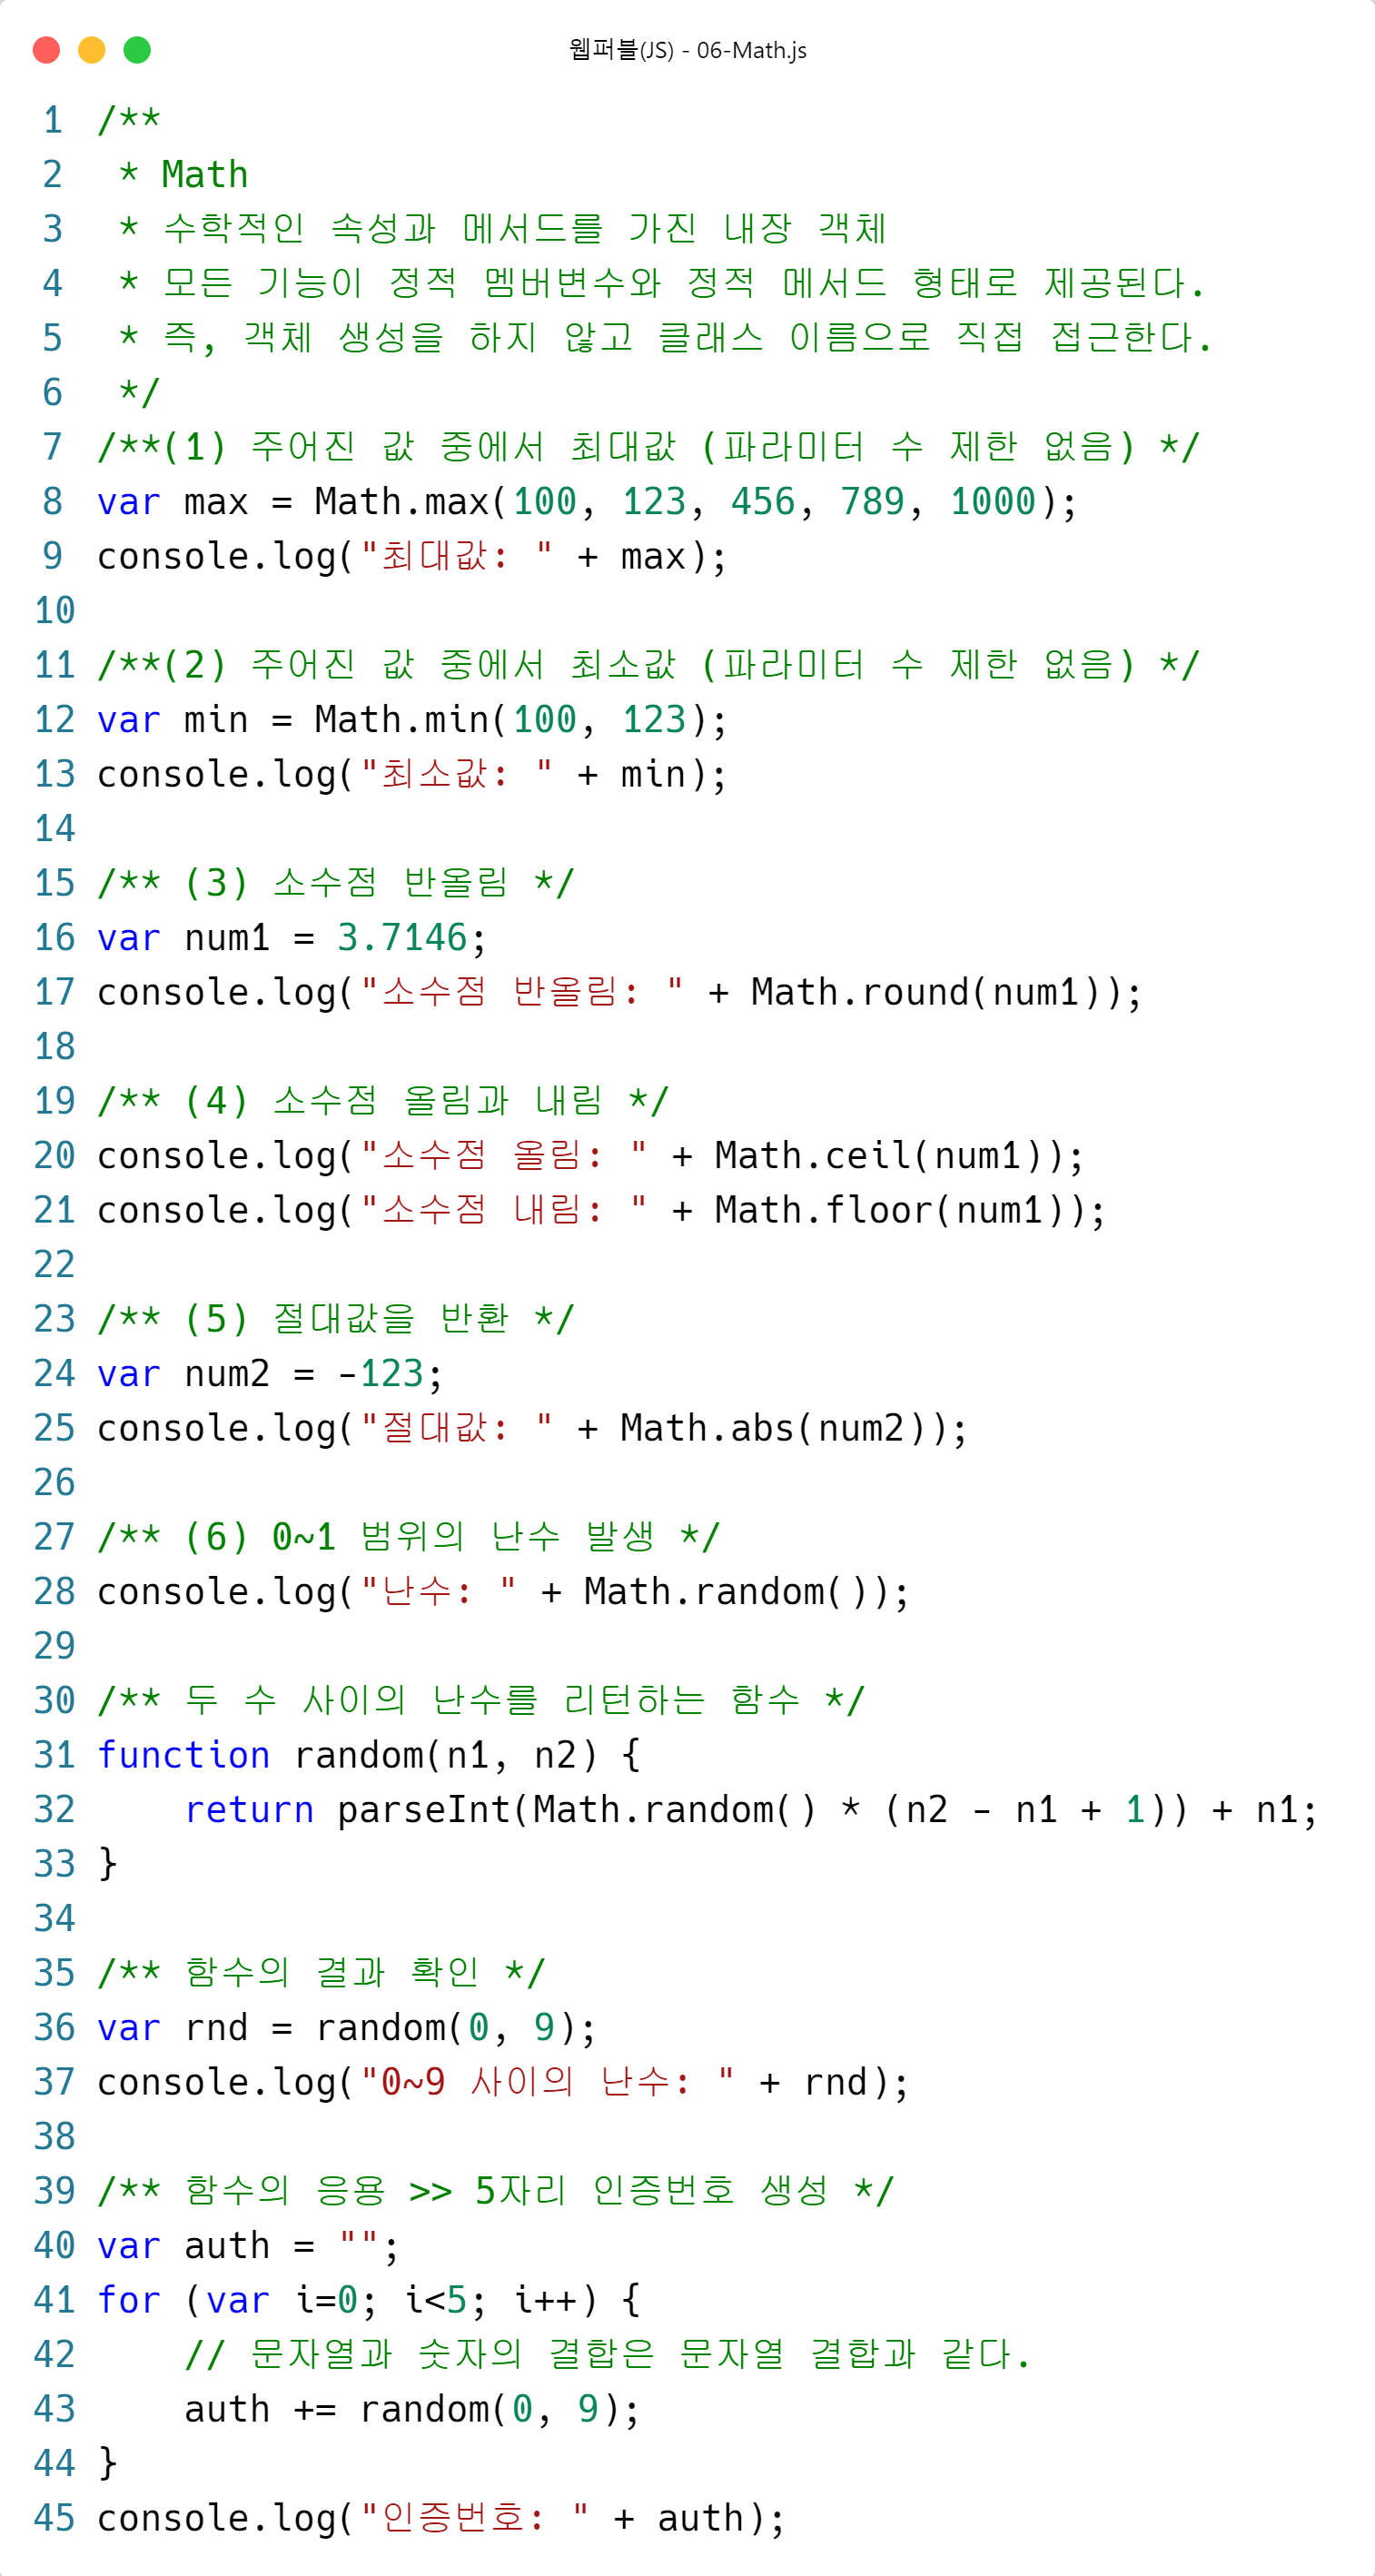 웹퍼블(JS) - 06-Math.js
1 /**
2  * Math
3  * 수학적인 속성과 메서드를 가진 내장 객체
4  * 모든 기능이 정적 멤버변수와 정적 메서드 형태로 제공된다.
5  * 즉, 객체 생성을 하지 않고 클래스 이름으로 직접 접근한다.
6  */
7 /**(1) 주어진 값 중에서 최대값 (파라미터 수 제한 없음) */
8 var max = Math.max(100, 123, 456, 789, 1000);
9 console.log("최대값: " + max);
10
11 /**(2) 주어진 값 중에서 최소값 (파라미터 수 제한 없음) */
12 var min = Math.min(100, 123);
13 console.log("최소값: " + min);
14
15 /** (3) 소수점 반올림 */
16 var num1 = 3.7146;
17 console.log("소수점 반올림: " + Math.round(num1));
18
19 /** (4) 소수점 올림과 내림 */
20 console.log("소수점 올림: " + Math.ceil(num1));
21 console.log("소수점 내림: " + Math.floor(num1));
22
23 /** (5) 절대값을 반환 */
24 var num2 = -123;
25 console.log("절대값: " + Math.abs(num2));
26
27 /** (6) 0~1 범위의 난수 발생 */
28 console.log("난수: " + Math.random());
29
30 /** 두 수 사이의 난수를 리턴하는 함수 */
31 function random(n1, n2) {
32     return parseInt(Math.random() * (n2 - n1 + 1)) + n1;
33 }
34
35 /** 함수의 결과 확인 */
36 var rnd = random(0, 9);
37 console.log("0~9 사이의 난수: " + rnd);
38
39 /** 함수의 응용 >> 5자리 인증번호 생성 */
40 var auth = "";
41 for (var i=0; i<5; i++) {
42     // 문자열과 숫자의 결합은 문자열 결합과 같다.
43     auth += random(0, 9);
44 }
45 console.log("인증번호: " + auth);